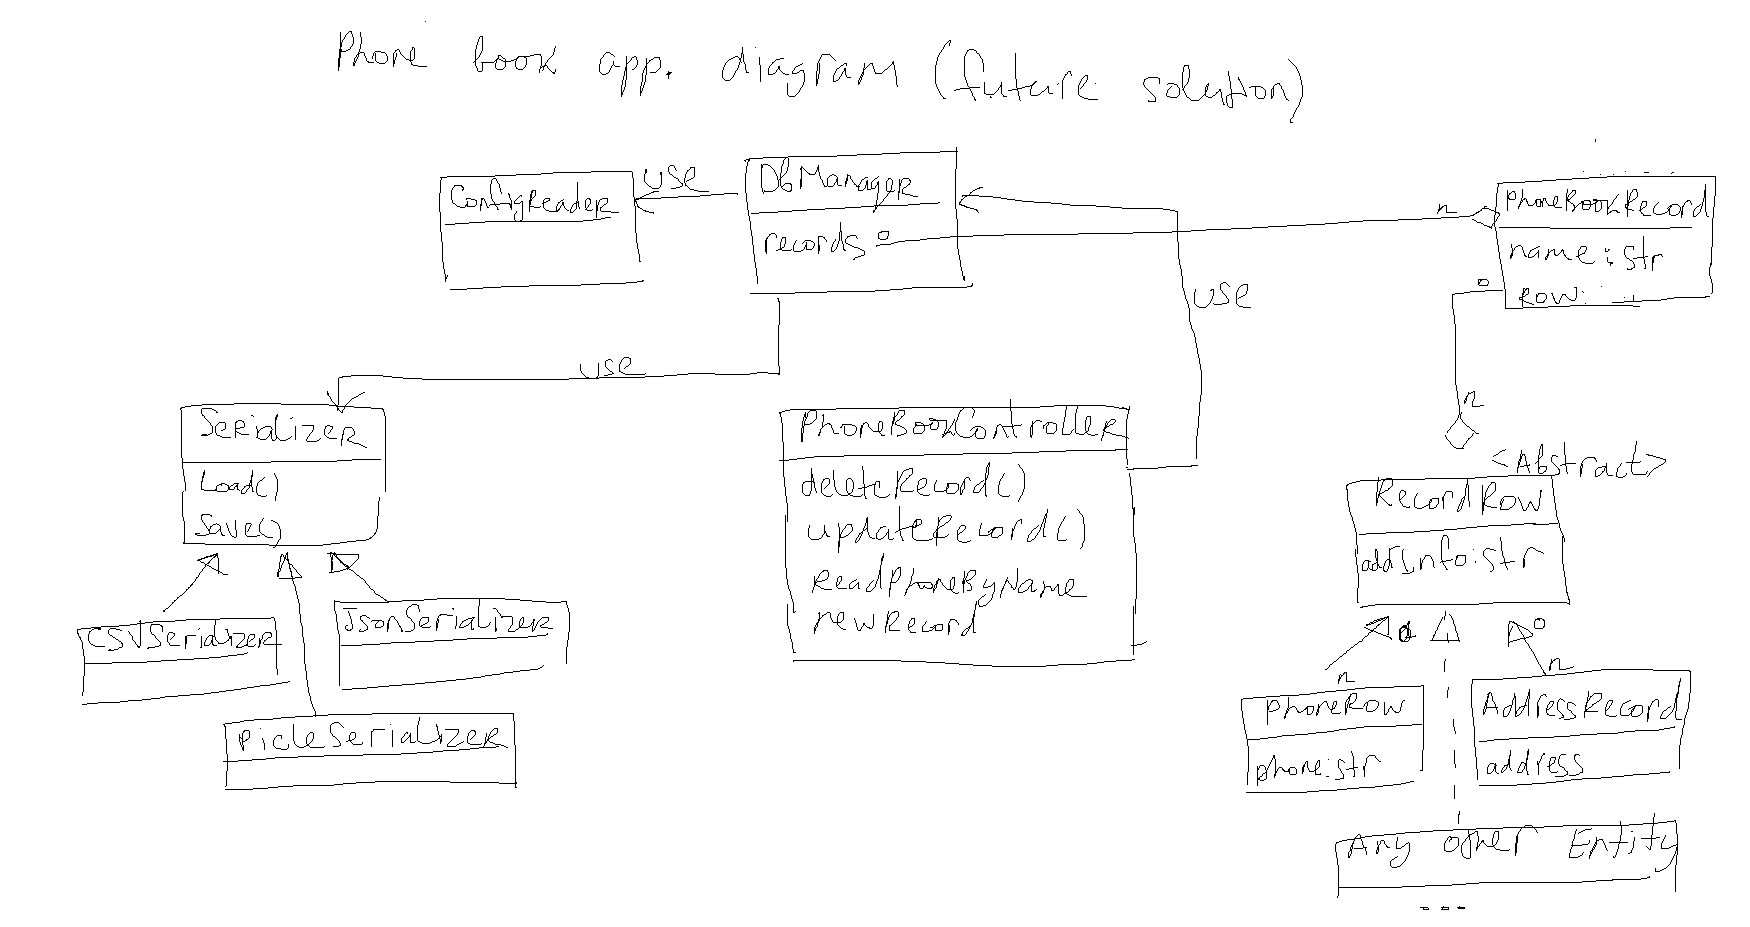 Phone book app. diagram (future solution)
ConfigReader
use
DbManager
records
n
PhoneBookRecord
name: str
row:
use
use
Serializer
Load()
Save()
CSVSerializer
JsonSerializer
PicleSerializer
PhoneBookController
deleteRecord()
updateRecord()
ReadPhoneByName
newRecord
n
<Abstract>
RecordRow
addInfo: str
n
n
PhoneRow
phone: str
AddressRecord
address
Any other Entity
...